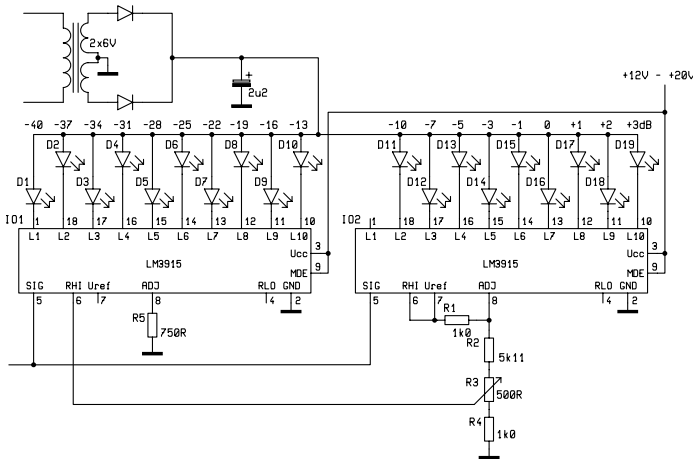 2x6V
+
2u2
+12V - +20V
-40 -37 -34 -31 -28 -25 -22 -19 -16 -13 -10 -7 -5 -3 -1 0 +1 +2 +3dB
D2 D4 D6 D8 D10 D11 D13 D15 D17 D19
D1 D3 D5 D7 D9 D12 D14 D16 D18
IO1 1 18 17 16 15 14 13 12 11 10 IO2 1 18 17 16 15 14 13 12 11 10
L1 L2 L3 L4 L5 L6 L7 L8 L9 L10 L1 L2 L3 L4 L5 L6 L7 L8 L9 L10
Ucc 3 Ucc 3
LM3915 LM3915
MDE 9 MDE 9
SIG RHI Uref ADJ RLO GND SIG RHI Uref ADJ RLO GND
5 6 7 8 4 2 5 6 7 8 4 2
R5
750R
R1
1k0
R2
5k11
R3
500R
R4
1k0